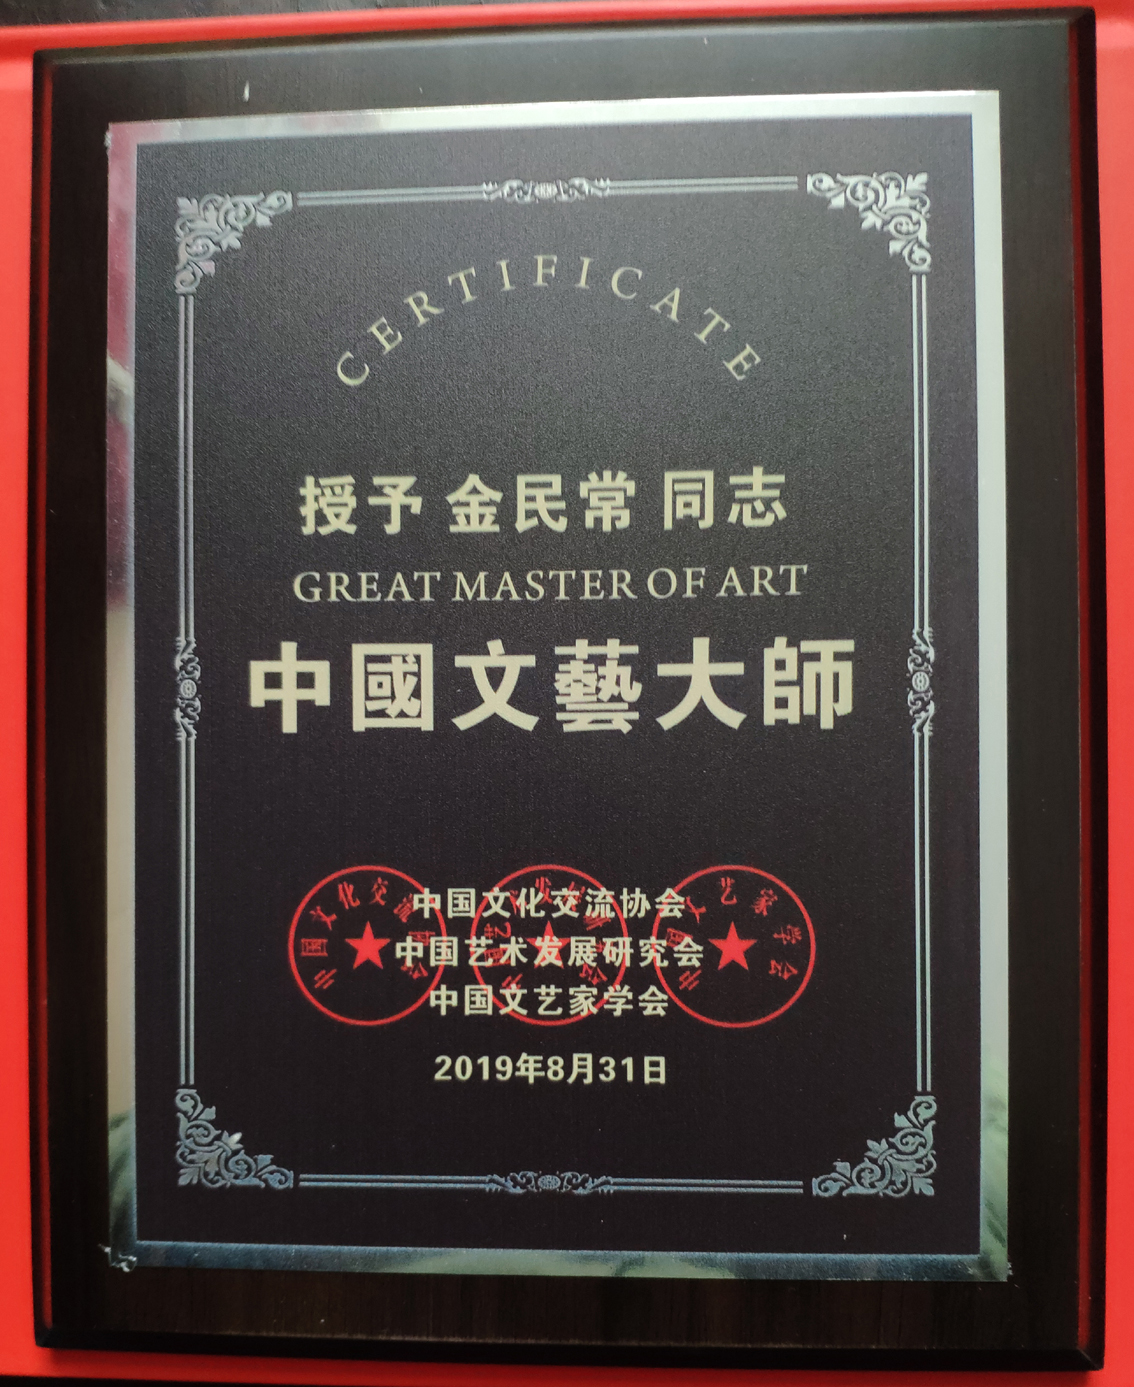 CERTIFICATE
授予 金民常 同志
GREAT MASTER OF ART
中國文藝大師
中国文化交流协会
中国艺术发展研究会
中国文艺家学会
2019年8月31日